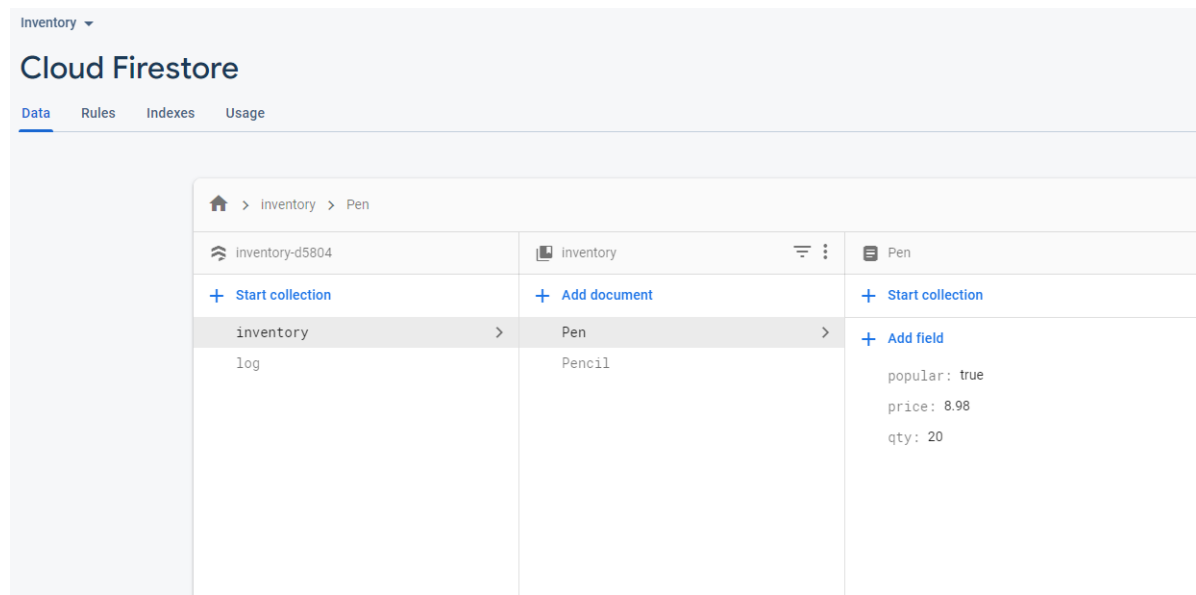 Inventory
Cloud Firestore
Data Rules Indexes Usage
inventory Pen
inventory-d5804 inventory Pen
Start collection Add document Start collection
inventory Pen Add field
log Pencil
popular: true
price: 8.98
qty: 20